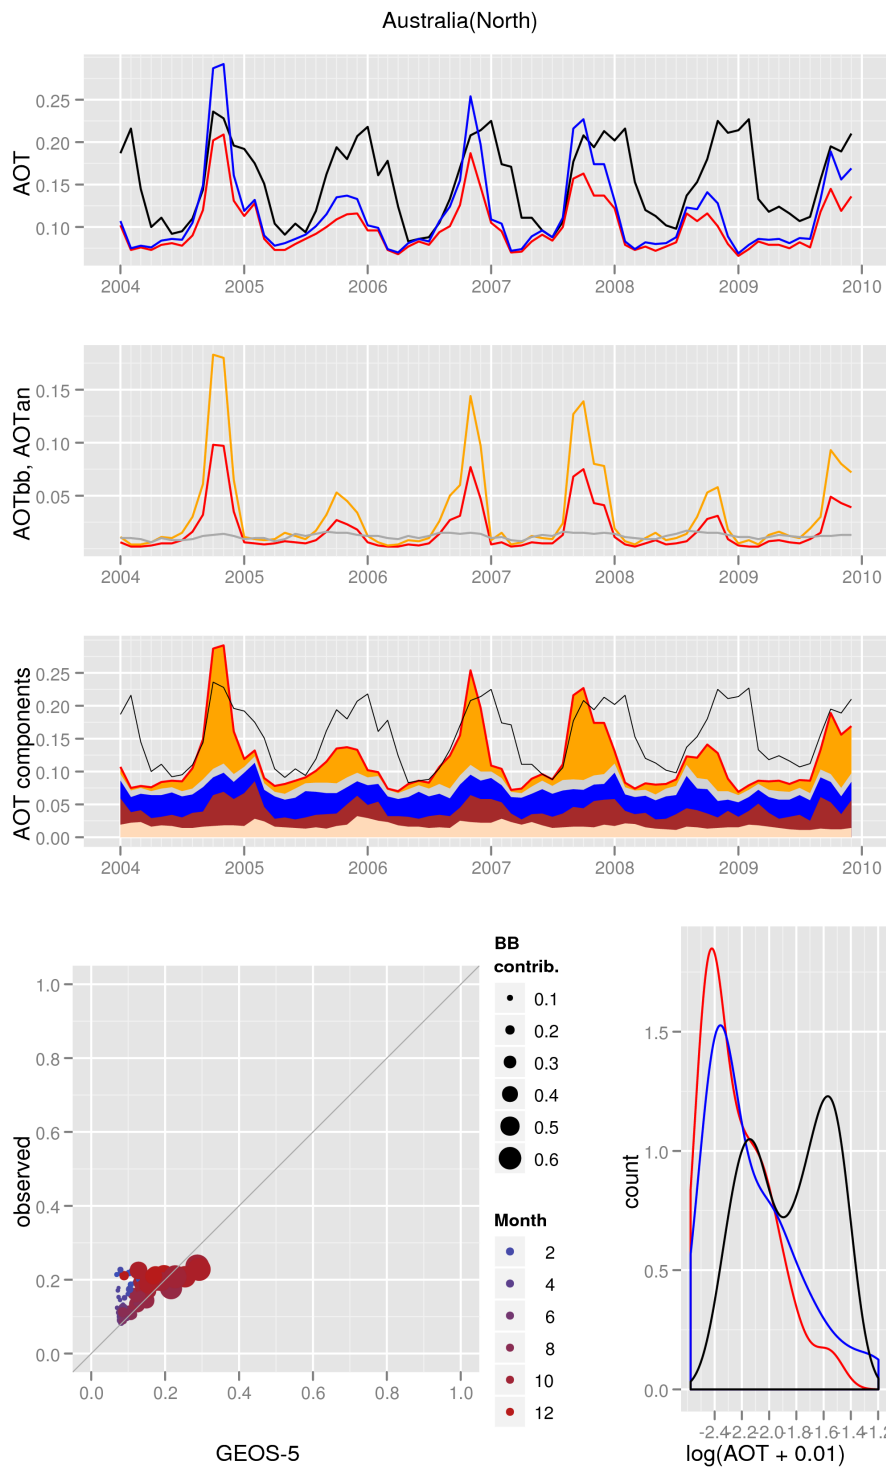 Australia(North)
AOT
0.25
0.20
0.15
0.10
2004 2005 2006 2007 2008 2009 2010
AOTbb, AOTan
0.15
0.10
0.05
2004 2005 2006 2007 2008 2009 2010
AOT components
0.25
0.20
0.15
0.10
0.05
0.00
2004 2005 2006 2007 2008 2009 2010
observed
1.0
0.8
0.6
0.4
0.2
0.0
0.0 0.2 0.4 0.6 0.8 1.0
GEOS-5
BB
contrib.
0.1
0.2
0.3
0.4
0.5
0.6
Month
2
4
6
8
10
12
count
1.5
1.0
0.5
0.0
-2.4 -2.2 -2.0 -1.8 -1.6 -1.4 -1.2
log(AOT + 0.01)